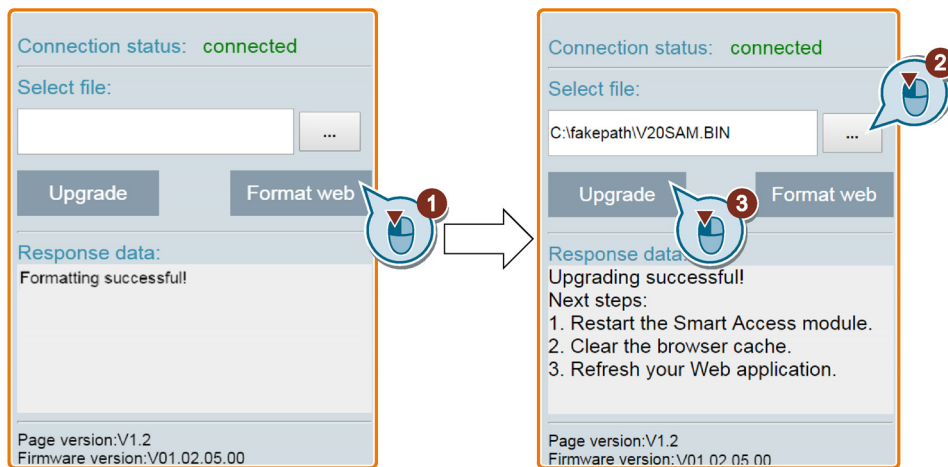 Connection status: connected
Select file:
...
Upgrade
Format web
1
Response data:
Formatting successful!
Page version:V1.2
Firmware version:V01.02.05.00
Connection status: connected
2
Select file:
C:\fakepath\V20SAM.BIN
...
Upgrade
Format web
3
Response data:
Upgrading successful!
Next steps:
1. Restart the Smart Access module.
2. Clear the browser cache.
3. Refresh your Web application.
Page version:V1.2
Firmware version:V01.02.05.00